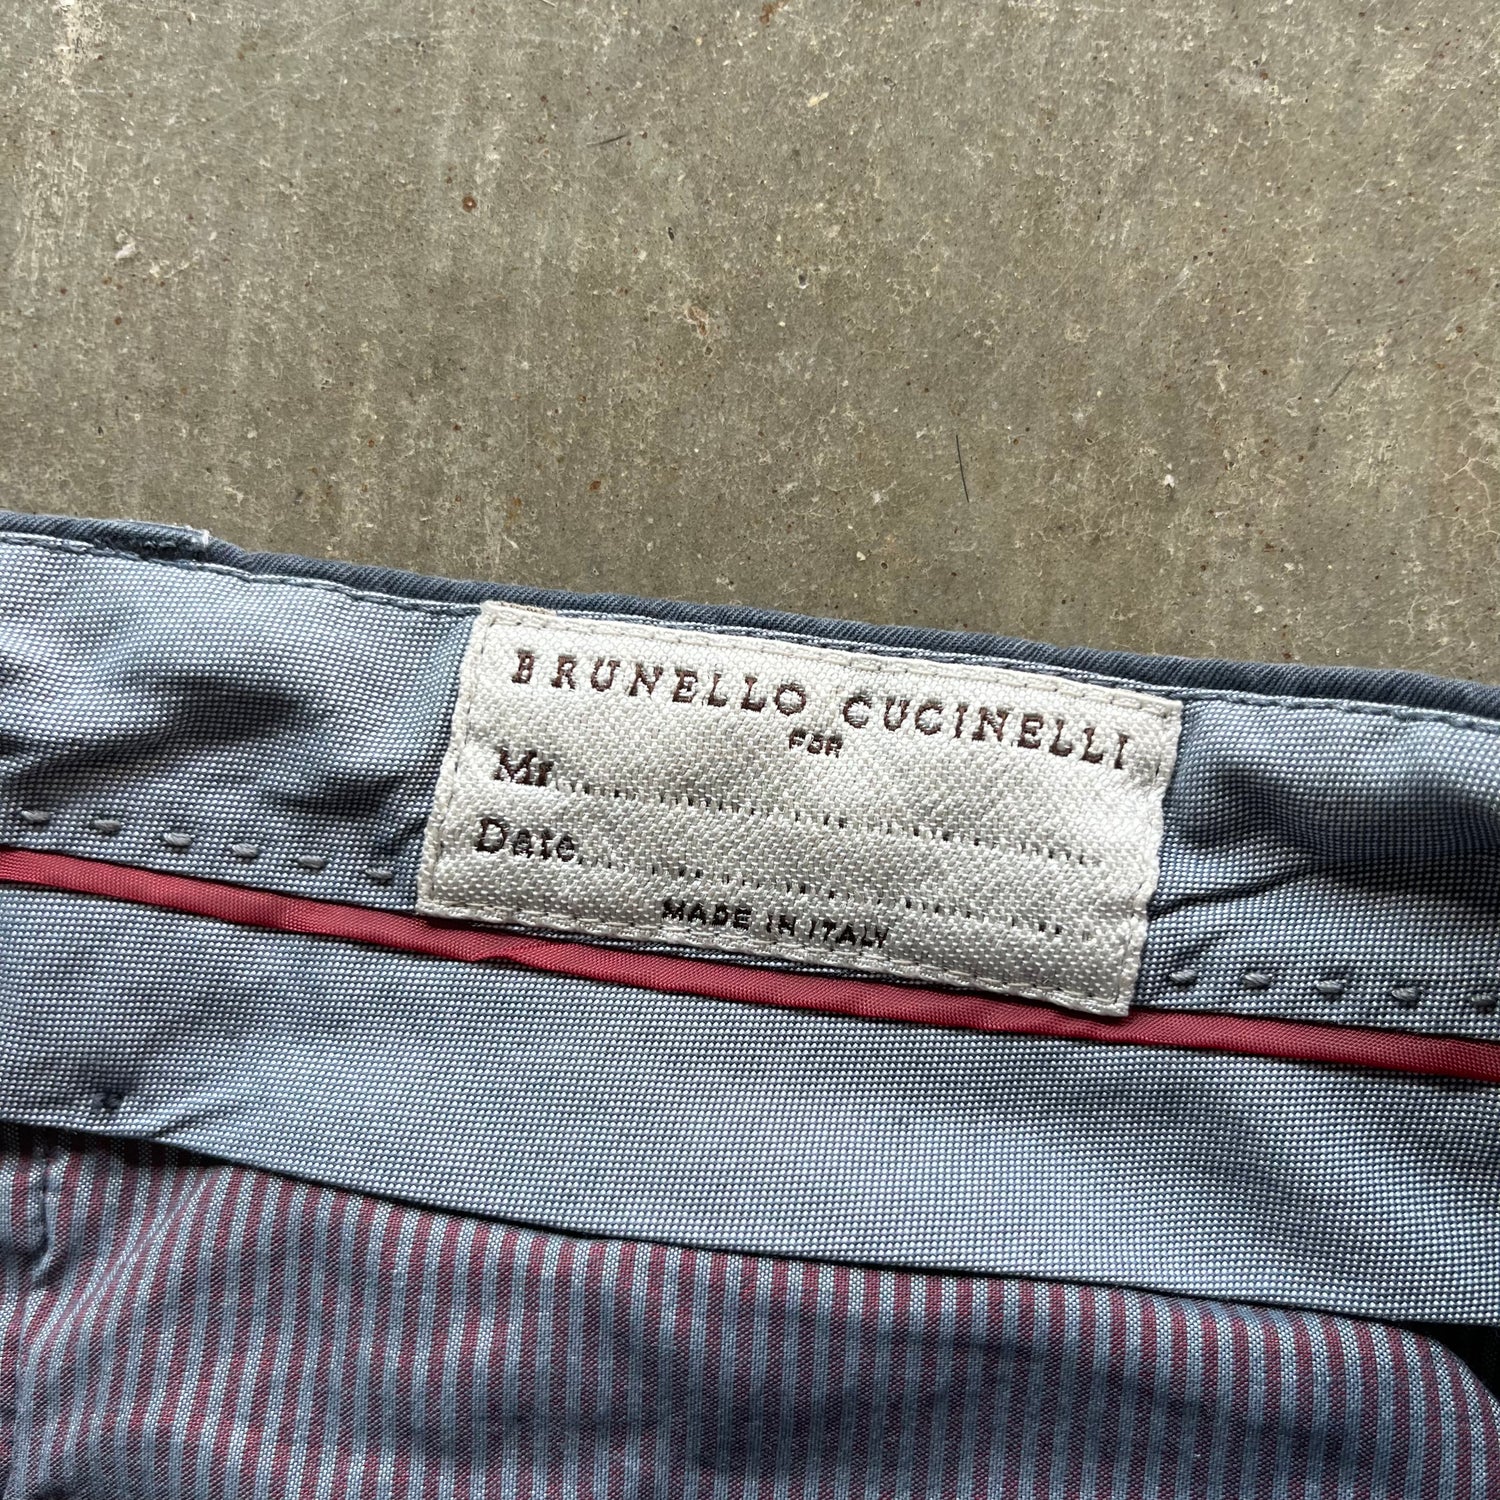 BRUNELLO CUCINELLI
FOR
Mr...............................................
Date...............................................
MADE IN ITALY